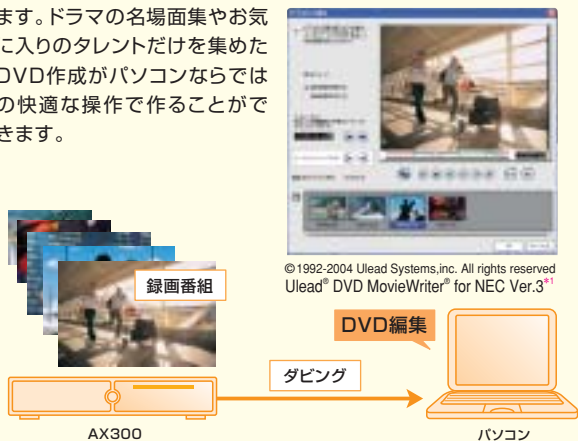 ます。ドラマの名場面集やお気
に入りのタレントだけを集めた
DVD作成がパソコンならでは
の快適な操作で作ることがで
きます。
©1992-2004 Ulead Systems,inc. All rights reserved
Ulead® DVD MovieWriter® for NEC Ver.3*1
録画番組
DVD編集
ダビング
AX300
パソコン